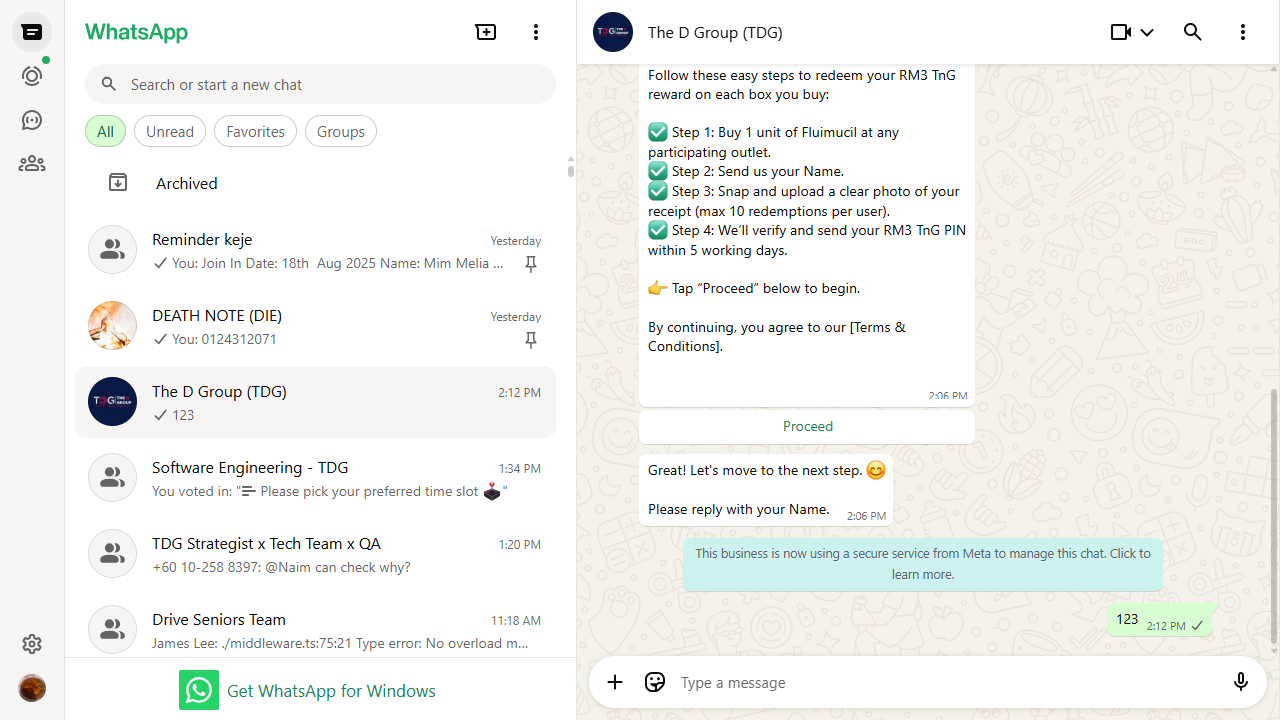 WhatsApp
Search or start a new chat
All
Unread
Favorites
Groups
Archived
Reminder keje
Yesterday
You: Join In Date: 18th Aug 2025 Name: Mim Melia ...
DEATH NOTE (DIE)
Yesterday
You: 0124312071
The D Group (TDG)
2:12 PM
123
Software Engineering - TDG
1:34 PM
You voted in: "Please pick your preferred time slot 🕹️"
TDG Strategist x Tech Team x QA
1:20 PM
+60 10-258 8397: @Naim can check why?
Drive Seniors Team
11:18 AM
James Lee: ./middleware.ts:75:21 Type error: No overload m...
Get WhatsApp for Windows
The D Group (TDG)
Follow these easy steps to redeem your RM3 TnG
reward on each box you buy:
✅ Step 1: Buy 1 unit of Fluimucil at any
participating outlet.
✅ Step 2: Send us your Name.
✅ Step 3: Snap and upload a clear photo of your
receipt (max 10 redemptions per user).
✅ Step 4: We’ll verify and send your RM3 TnG PIN
within 5 working days.
👉 Tap “Proceed” below to begin.
By continuing, you agree to our [Terms &
Conditions].
2:06 PM
Proceed
Great! Let's move to the next step. 😊
Please reply with your Name.
2:06 PM
This business is now using a secure service from Meta to manage this chat. Click to
learn more.
123
2:12 PM
Type a message